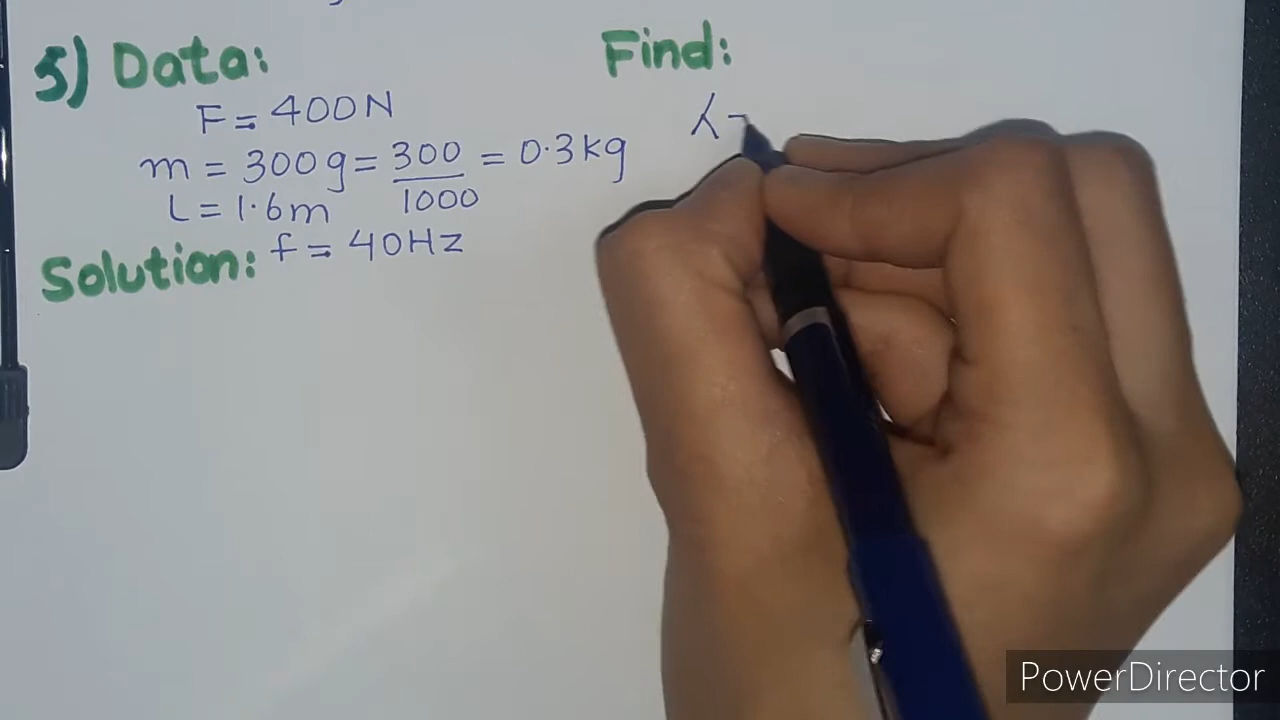 5) Data:
F = 400N
m = 300g = 300/1000 = 0.3kg
L = 1.6m
f = 40Hz
Solution:
Find:
λ -
PowerDirector